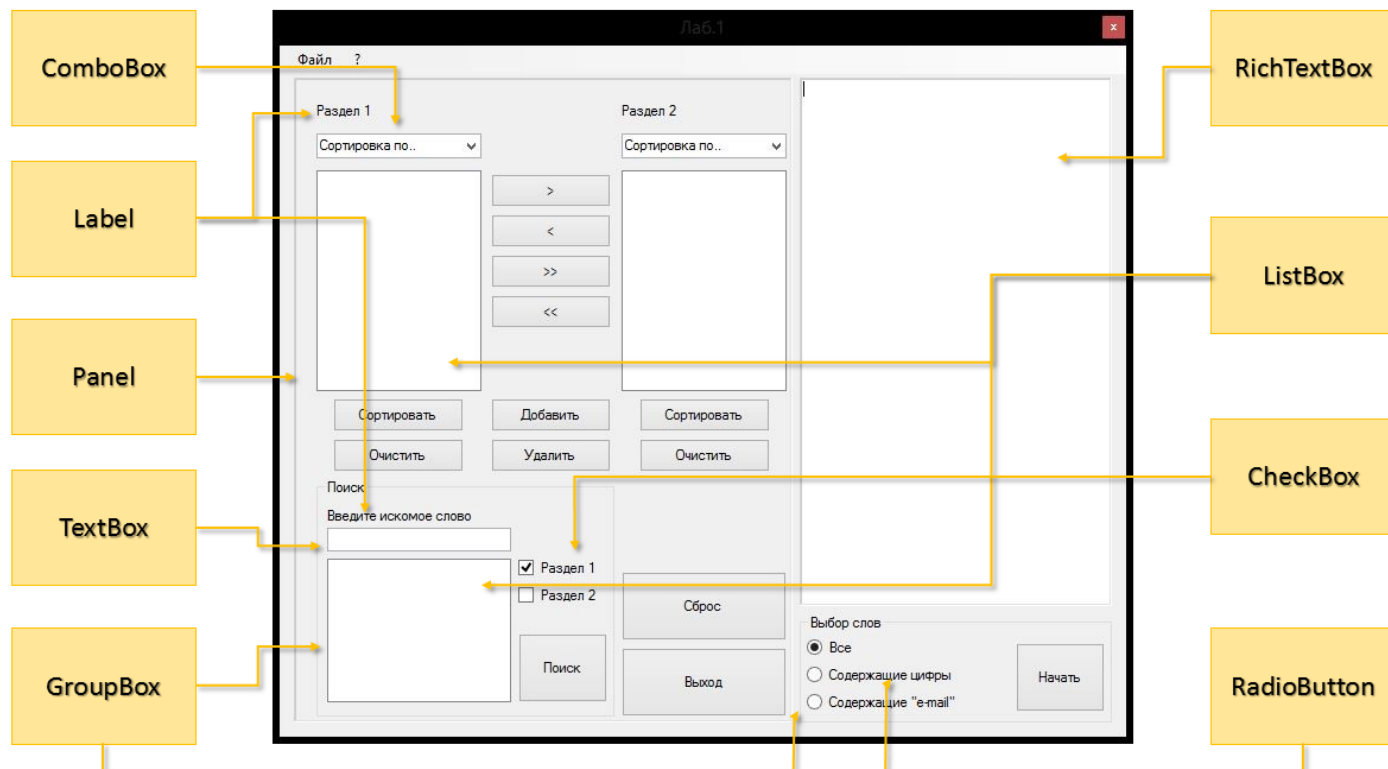 Лаб.1
x
ComboBox
RichTextBox
Файл ?
Раздел 1
Раздел 2
Сортировка по..
Сортировка по..
>
Label
<
ListBox
>>
<<
Panel
Сортировать
Добавить
Сортировать
Очистить
Удалить
Очистить
CheckBox
Поиск
Введите искомое слово
TextBox
Раздел 1
Раздел 2
Сброс
Выбор слов
Все
GroupBox
Поиск
Выход
Содержащие цифры
Начать
RadioButton
Содержащие "e-mail"